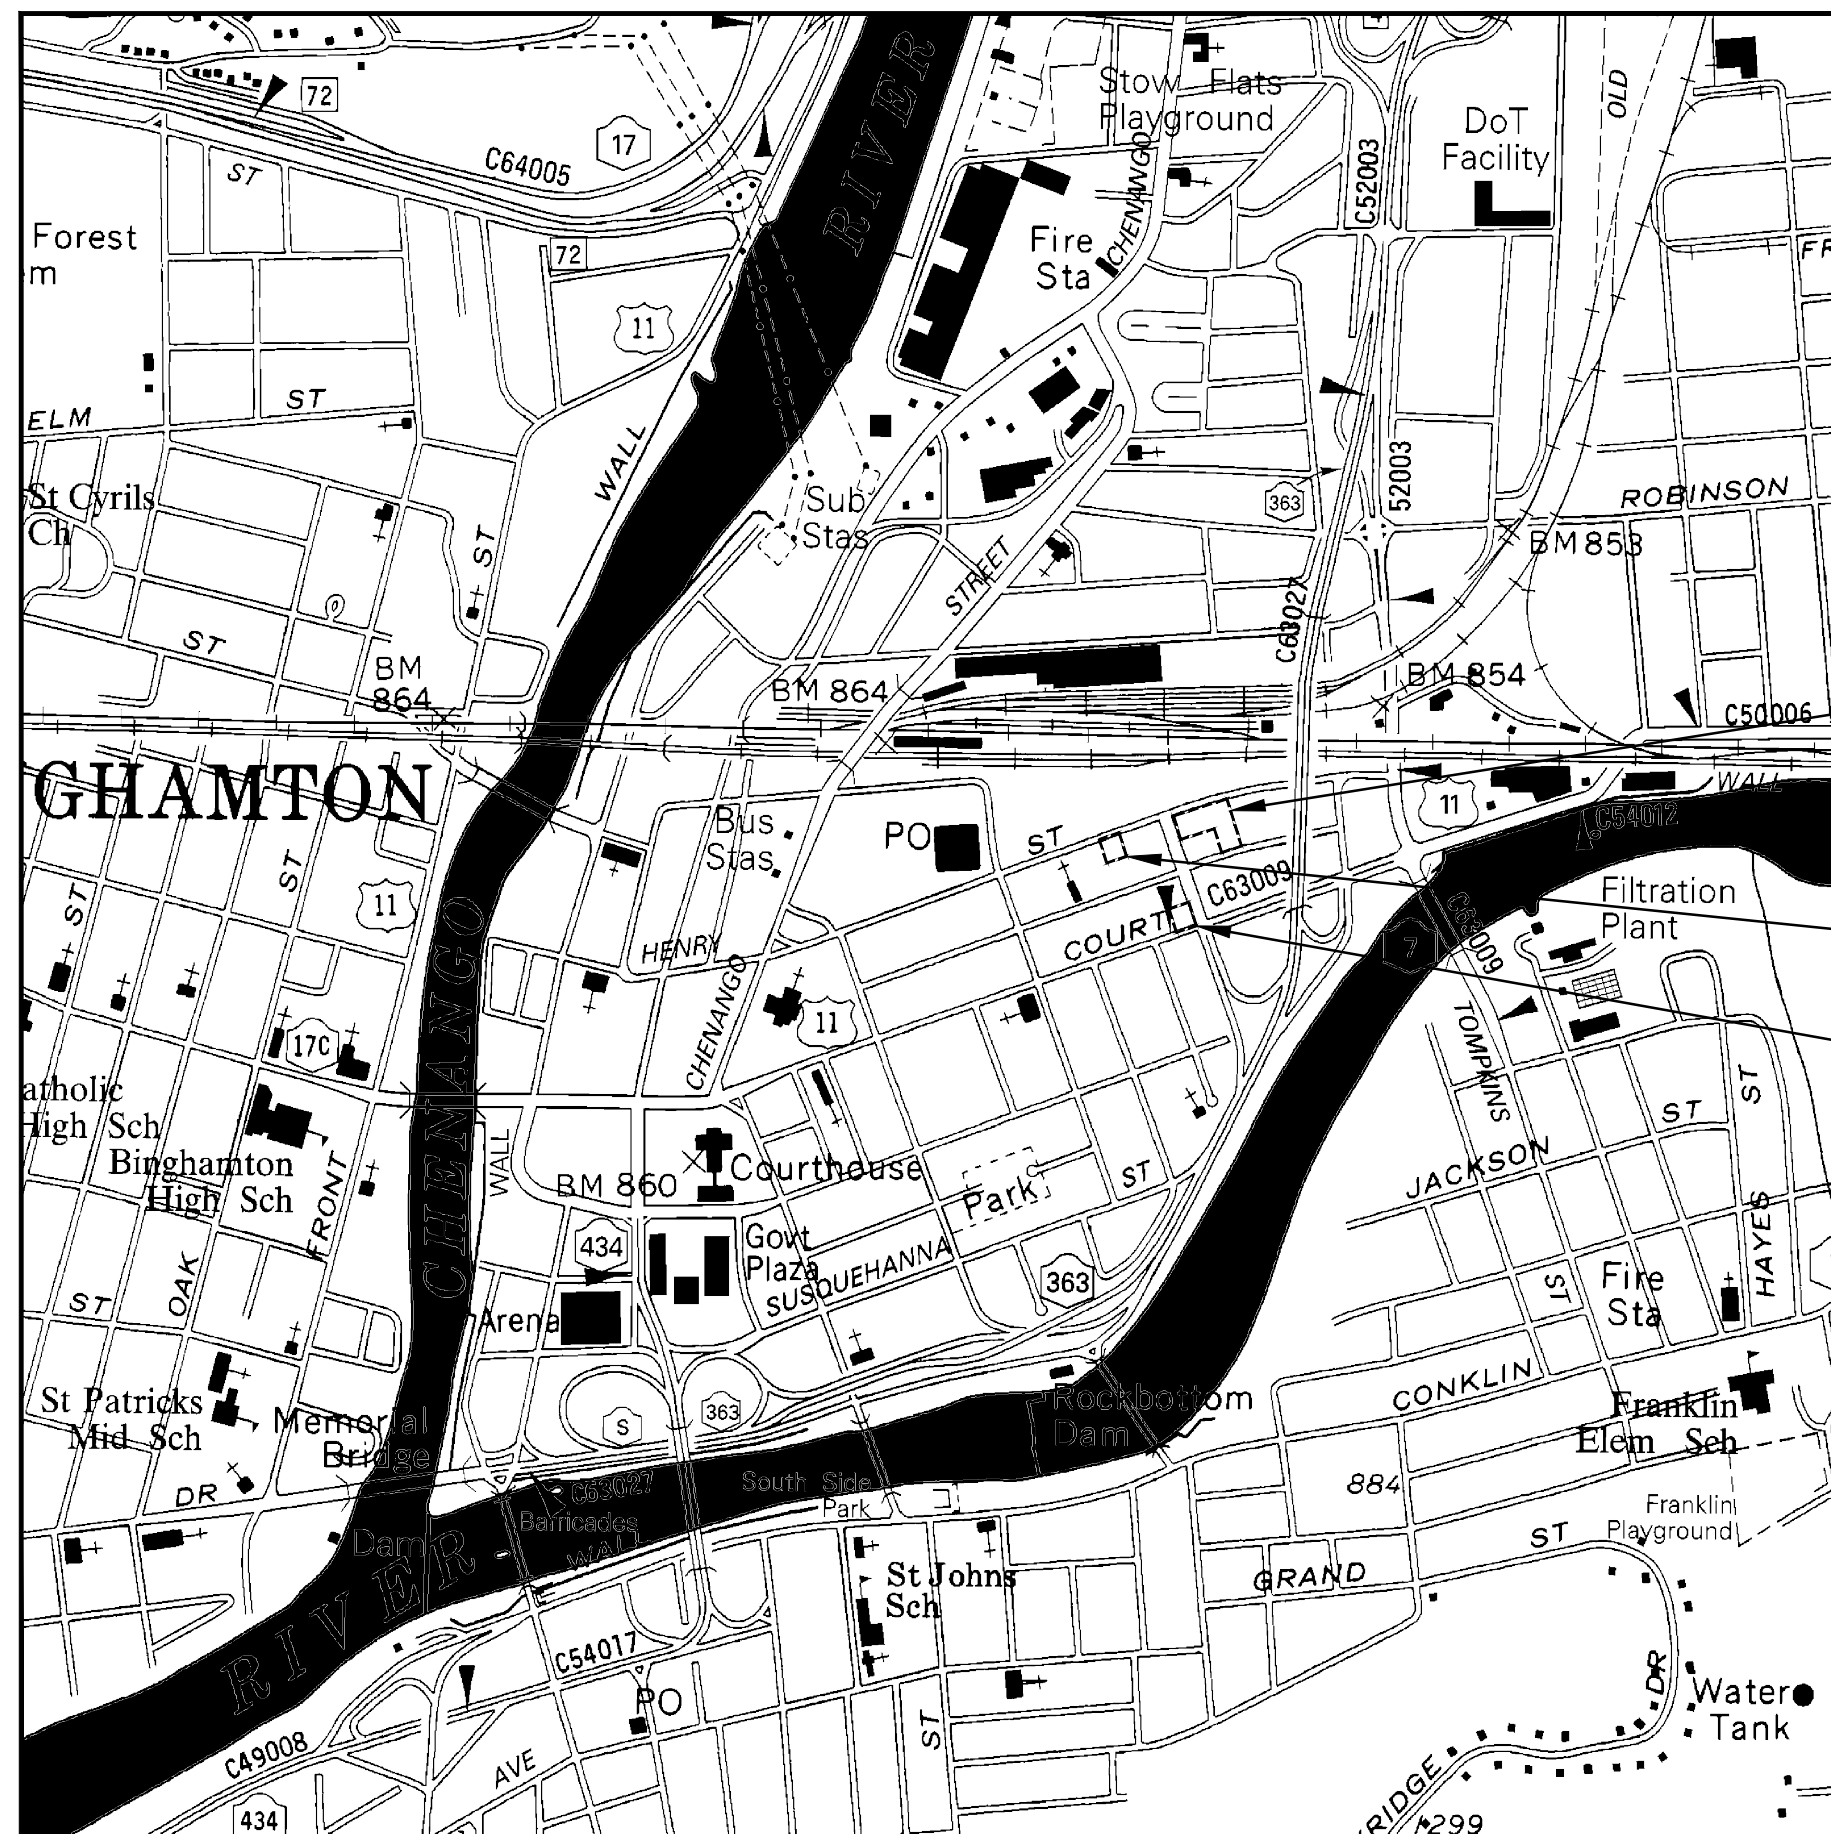 RIVER
72
17
C64005
ST
Stow Flats
Playground
DoT
Facility
OLD
C52003
CHENANGO
Forest
m
72
11
Fire
Sta
FR
ELM
ST
WALL
St Cyrils
Ch
ST
Sub
Stas
STREET
363
52003
ROBINSON
BM 853
C63027
ST
BM
864
BM 864
BM 854
C50006
WALL
GHAMTON
Bus
Stas
PO
ST
11
C54012
ST
ST
11
C63009
Filtration
Plant
HENRY
COURT
7
C53009
CHENANGO
CHENANGO
11
17C
TOMPKINS
ST
atholic
High Sch
Binghamton
High Sch
FRONT
WALL
BM 860
Courthouse
Park
ST
JACKSON
ST
HAYES
434
Govt
Plaza
SUSQUEHANNA
363
OAK
ST
Arena
ST
Fire
Sta
St Patricks
Mid Sch
Memorial
Bridge
S
363
Rockbottom
Dam
CONKLIN
Franklin
Elem Sch
DR
C63027
South Side
Park
884
Franklin
Playground
Barricades
WALL
Dam
RIVER
St Johns
Sch
GRAND
ST
C54017
PO
DR
Water
Tank
C49008
AVE
ST
434
RIDGE
1299